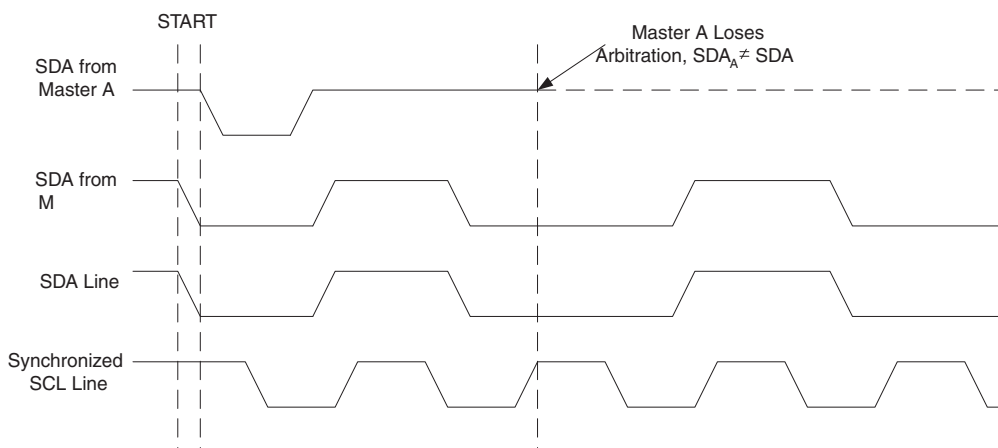 START
Master A Loses
Arbitration, SDA_A ≠ SDA
SDA from
Master A
SDA from
M
SDA Line
Synchronized
SCL Line